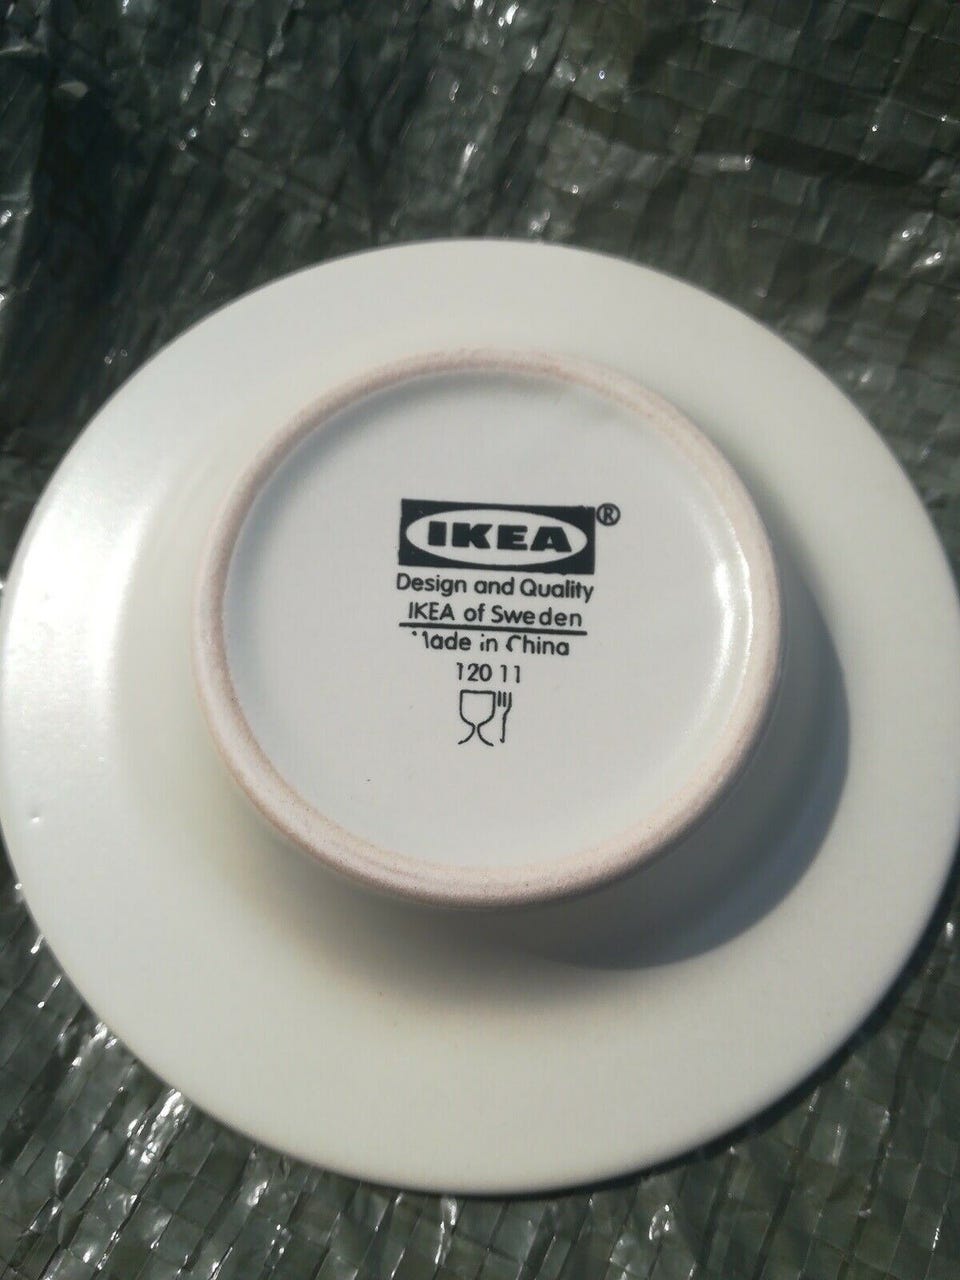 IKEA®
Design and Quality
IKEA of Sweden
Made in China
120 11